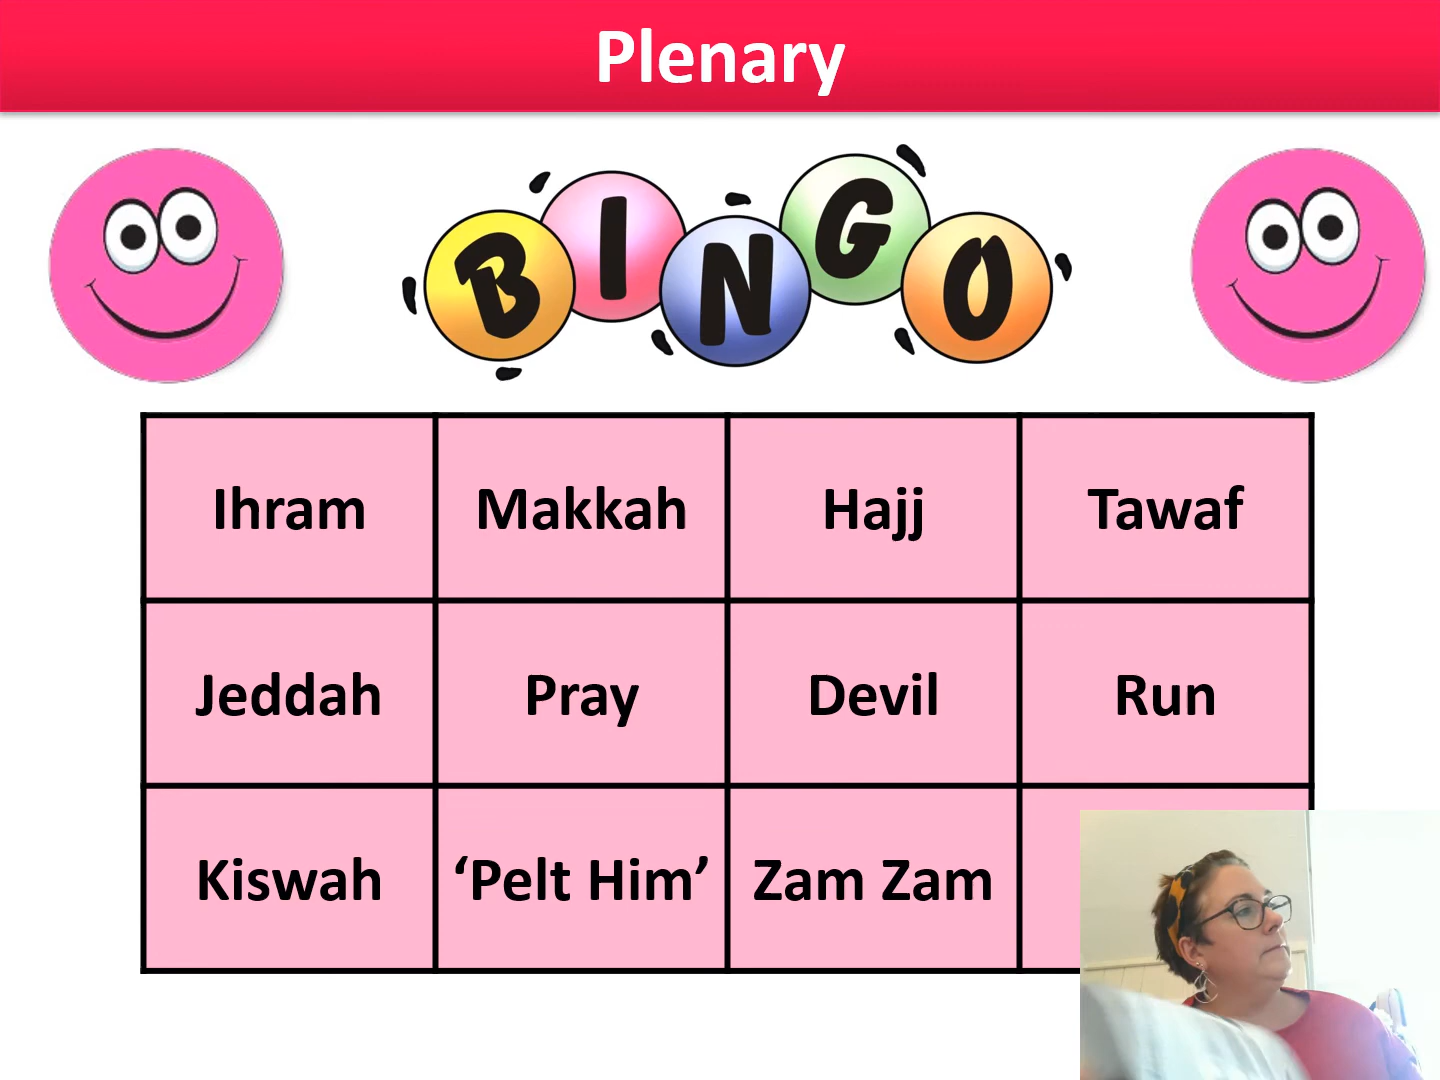 Plenary
BINGO
Ihram Makkah Hajj Tawaf
Jeddah Pray Devil Run
Kiswah ‘Pelt Him’ Zam Zam